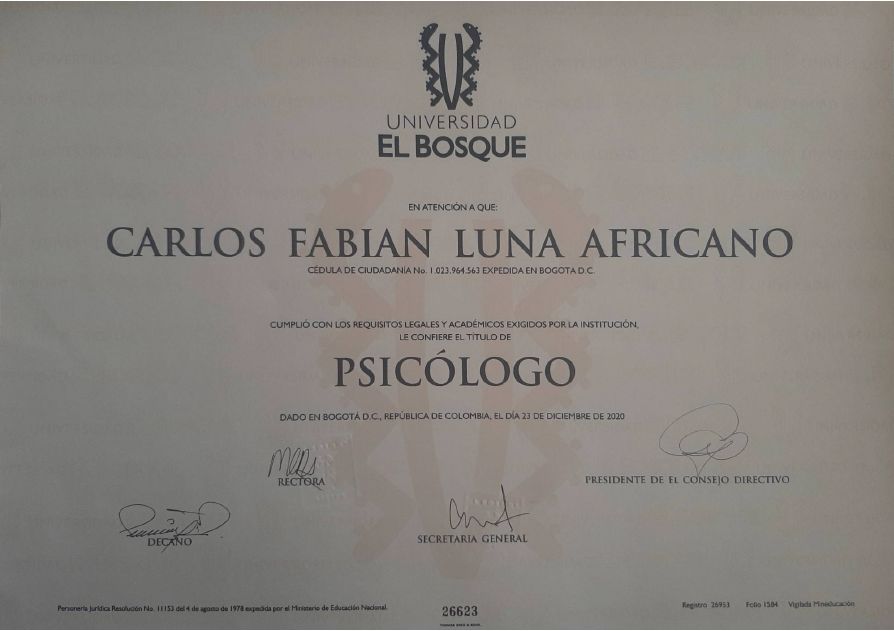 UNIVERSIDAD
EL BOSQUE
EN ATENCIÓN A QUE:
CARLOS FABIAN LUNA AFRICANO
CÉDULA DE CIUDADANÍA No. 1.023.964.563 EXPEDIDA EN BOGOTA D.C.
CUMPLIÓ CON LOS REQUISITOS LEGALES Y ACADÉMICOS EXIGIDOS POR LA INSTITUCIÓN,
LE CONFIERE EL TÍTULO DE
PSICÓLOGO
DADO EN BOGOTÁ D.C., REPÚBLICA DE COLOMBIA, EL DÍA 23 DE DICIEMBRE DE 2020
RECTORA
PRESIDENTE DE EL CONSEJO DIRECTIVO
DECANO
SECRETARIA GENERAL
Personería Jurídica Resolución No. 11153 del 4 de agosto de 1978 expedida por el Ministerio de Educación Nacional.
26623
Registro 26953 Folio 1584 Vigilada Mineducación